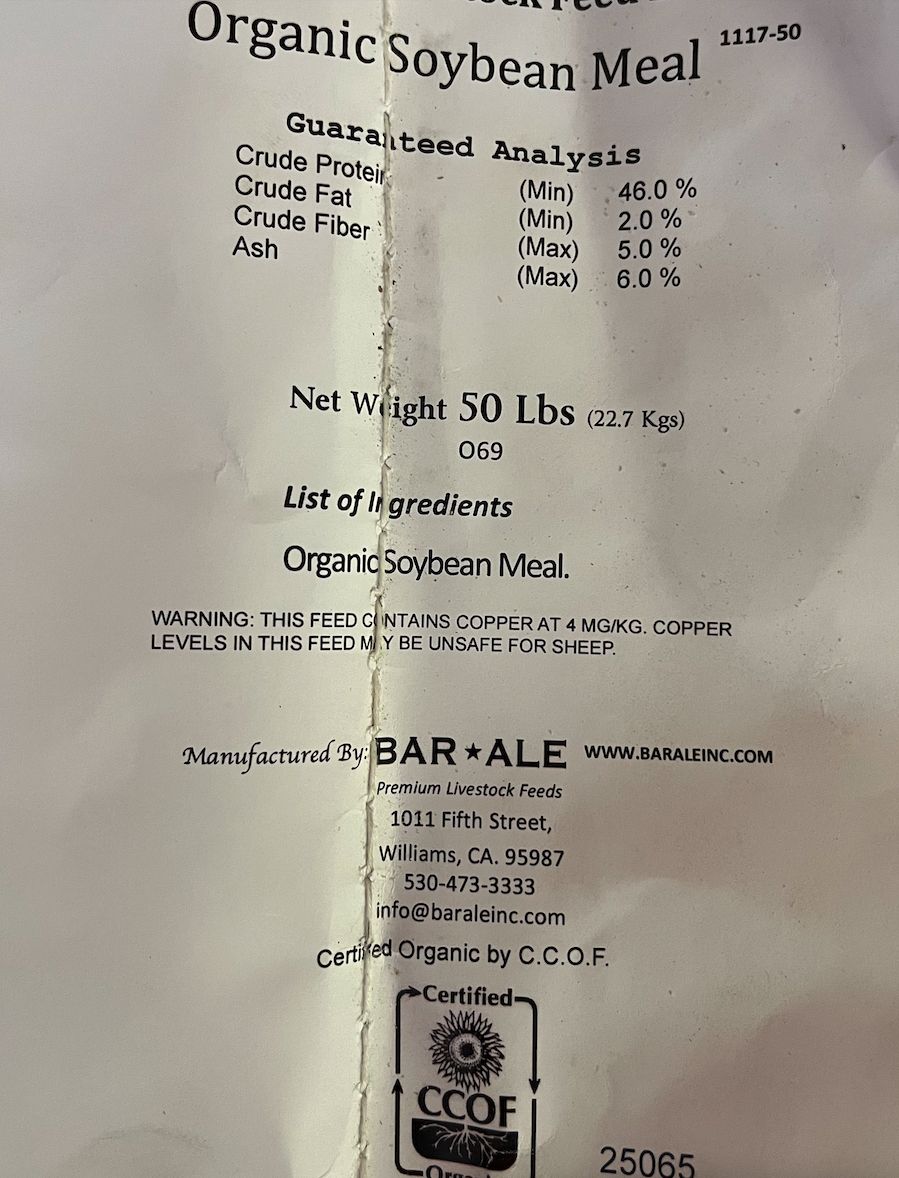 Organic Soybean Meal 1117-50
Guaranteed Analysis
Crude Protein (Min) 46.0 %
Crude Fat (Min) 2.0 %
Crude Fiber (Max) 5.0 %
Ash (Max) 6.0 %
Net Weight 50 Lbs (22.7 Kgs)
O69
List of Ingredients
Organic Soybean Meal.
WARNING: THIS FEED CONTAINS COPPER AT 4 MG/KG. COPPER
LEVELS IN THIS FEED MAY BE UNSAFE FOR SHEEP.
Manufactured By: BAR★ALE WWW.BARALEINC.COM
Premium Livestock Feeds
1011 Fifth Street,
Williams, CA. 95987
530-473-3333
info@baraleinc.com
Certified Organic by C.C.O.F.
Certified
CCOF
25065